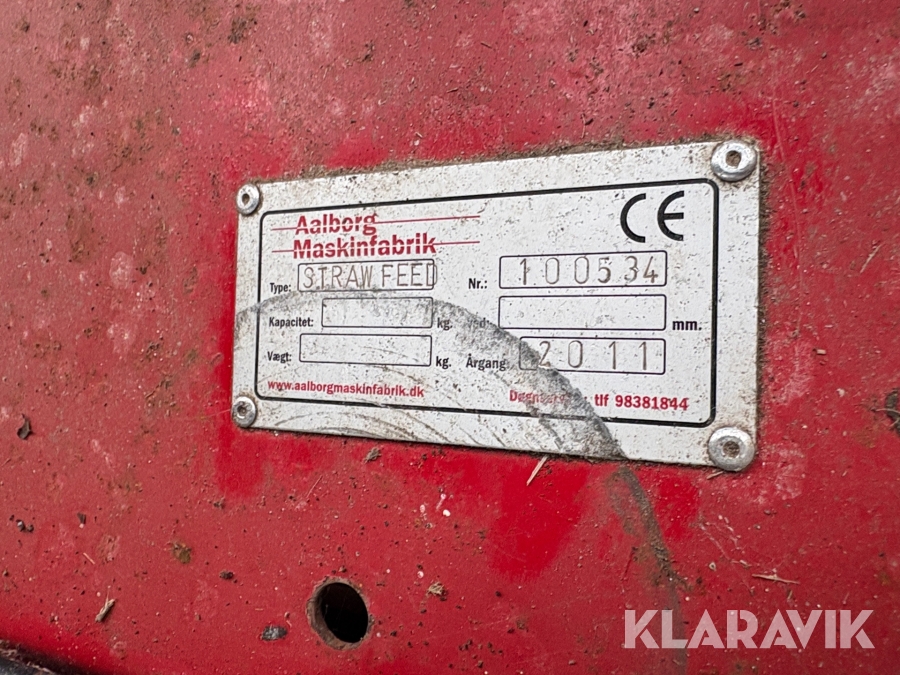 Aalborg
Maskinfabrik
CE
Type: STRAW FEED
Nr.: 100534
Kapacitet: kg.
mm.
Vægt: kg.
Årgang 2011
www.aalborgmaskinfabrik.dk
tlf 98381844
KLARAVIK